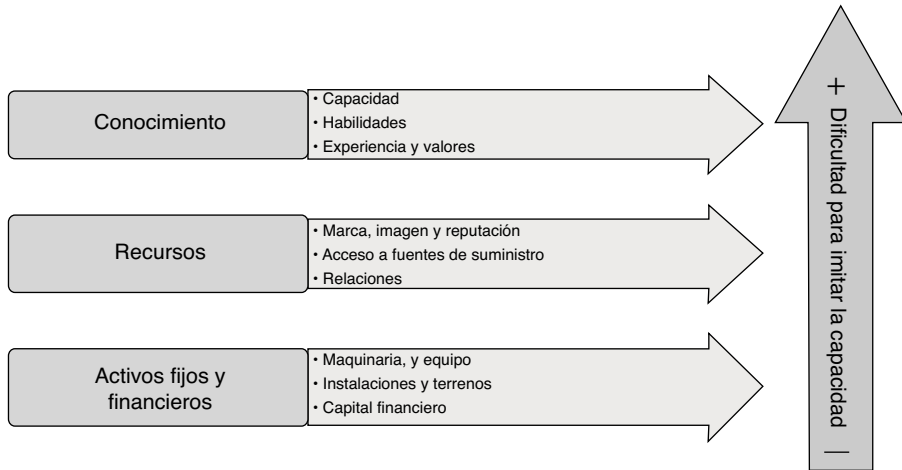 Conocimiento
• Capacidad
• Habilidades
• Experiencia y valores
Recursos
• Marca, imagen y reputación
• Acceso a fuentes de suministro
• Relaciones
Activos fijos y
financieros
• Maquinaria, y equipo
• Instalaciones y terrenos
• Capital financiero
+ Dificultad para imitar la capacidad —